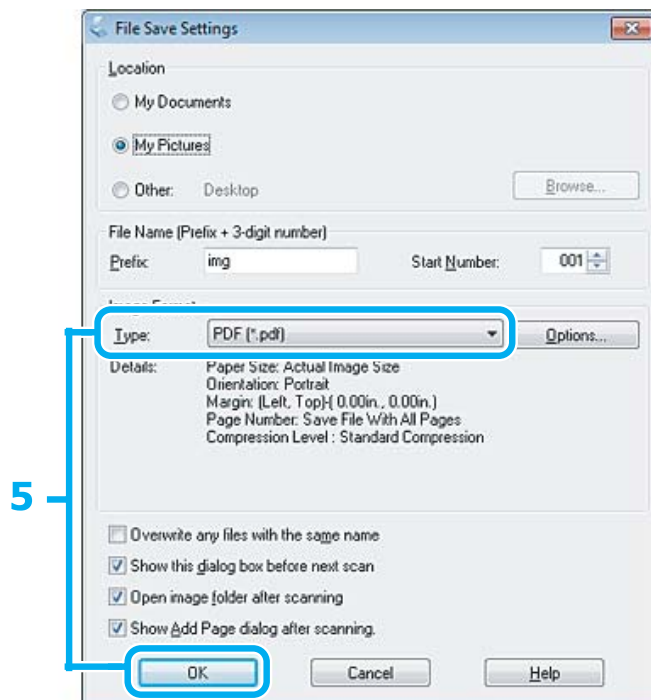 File Save Settings
Location
My Documents
My Pictures
Other: Desktop Browse...
File Name (Prefix + 3-digit number)
Prefix: img Start Number: 001
Image Format
Type: PDF (*.pdf) Options...
Details: Paper Size: Actual Image Size
Orientation: Portrait
Margin: (Left, Top)-( 0.00in., 0.00in.)
Page Number: Save File With All Pages
Compression Level : Standard Compression
5
Overwrite any files with the same name
Show this dialog box before next scan
Open image folder after scanning
Show Add Page dialog after scanning.
OK Cancel Help